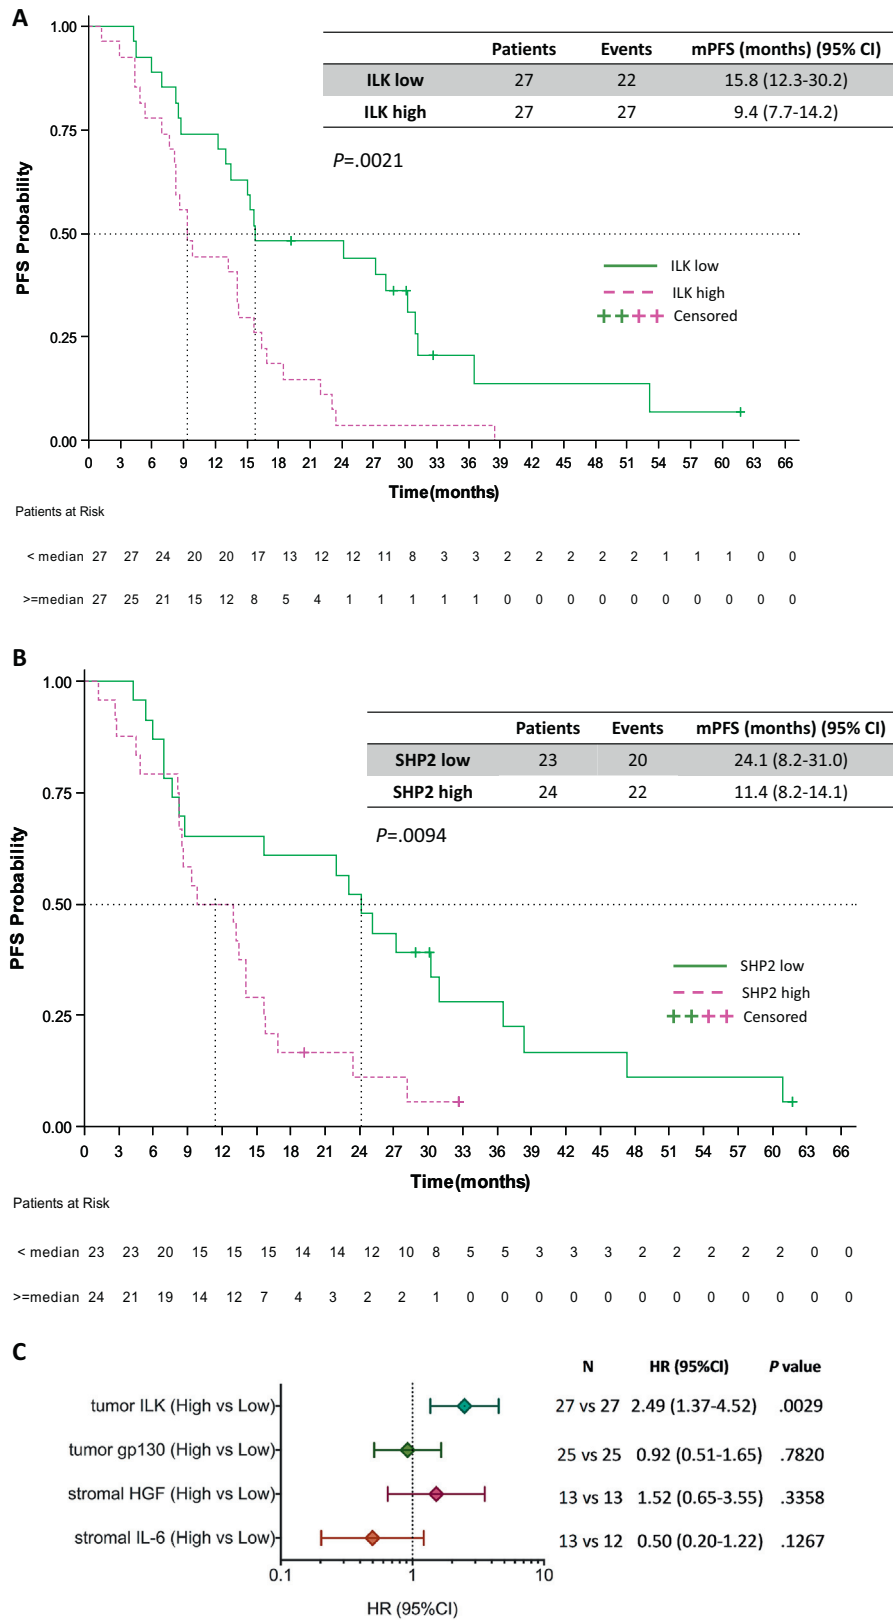 A
Patients Events mPFS (months) (95% CI)
ILK low 27 22 15.8 (12.3-30.2)
ILK high 27 27 9.4 (7.7-14.2)
P=.0021
1.00
0.75
0.50
0.25
0.00
PFS Probability
ILK low
ILK high
Censored
0 3 6 9 12 15 18 21 24 27 30 33 36 39 42 45 48 51 54 57 60 63 66
Time(months)
Patients at Risk
< median 27 27 24 20 20 17 13 12 12 11 8 3 3 2 2 2 2 2 1 1 1 0 0
>=median 27 25 21 15 12 8 5 4 1 1 1 1 1 0 0 0 0 0 0 0 0 0 0
B
Patients Events mPFS (months) (95% CI)
SHP2 low 23 20 24.1 (8.2-31.0)
SHP2 high 24 22 11.4 (8.2-14.1)
P=.0094
1.00
0.75
0.50
0.25
0.00
PFS Probability
SHP2 low
SHP2 high
Censored
0 3 6 9 12 15 18 21 24 27 30 33 36 39 42 45 48 51 54 57 60 63 66
Time(months)
Patients at Risk
< median 23 23 20 15 15 15 14 14 12 10 8 5 5 3 3 3 2 2 2 2 2 0 0
>=median 24 21 19 14 12 7 4 3 2 2 1 0 0 0 0 0 0 0 0 0 0 0 0
C
N HR (95%CI) P value
tumor ILK (High vs Low) 27 vs 27 2.49 (1.37-4.52) .0029
tumor gp130 (High vs Low) 25 vs 25 0.92 (0.51-1.65) .7820
stromal HGF (High vs Low) 13 vs 13 1.52 (0.65-3.55) .3358
stromal IL-6 (High vs Low) 13 vs 12 0.50 (0.20-1.22) .1267
0.1 1 10
HR (95%CI)